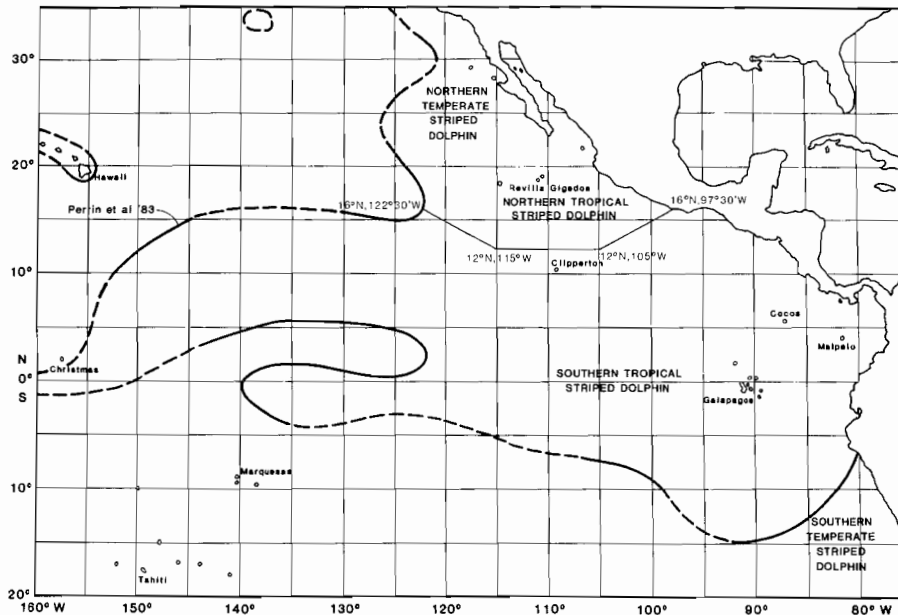 30°
NORTHERN
TEMPERATE
STRIPED
DOLPHIN
20°
Hawaii
Revilla Gigedos
NORTHERN TROPICAL
STRIPED DOLPHIN
Perrin et al '83
16°N,122°30'W
16°N,97°30'W
12°N,115°W
12°N,105°W
Clipperton
10°
Cocos
Malpelo
N
0°
S
Christmas
SOUTHERN TROPICAL
STRIPED DOLPHIN
Galapagos
Marquesas
10°
SOUTHERN
TEMPERATE
STRIPED
DOLPHIN
Tahiti
20°
160° W
150°
140°
130°
120°
110°
100°
90°
80° W